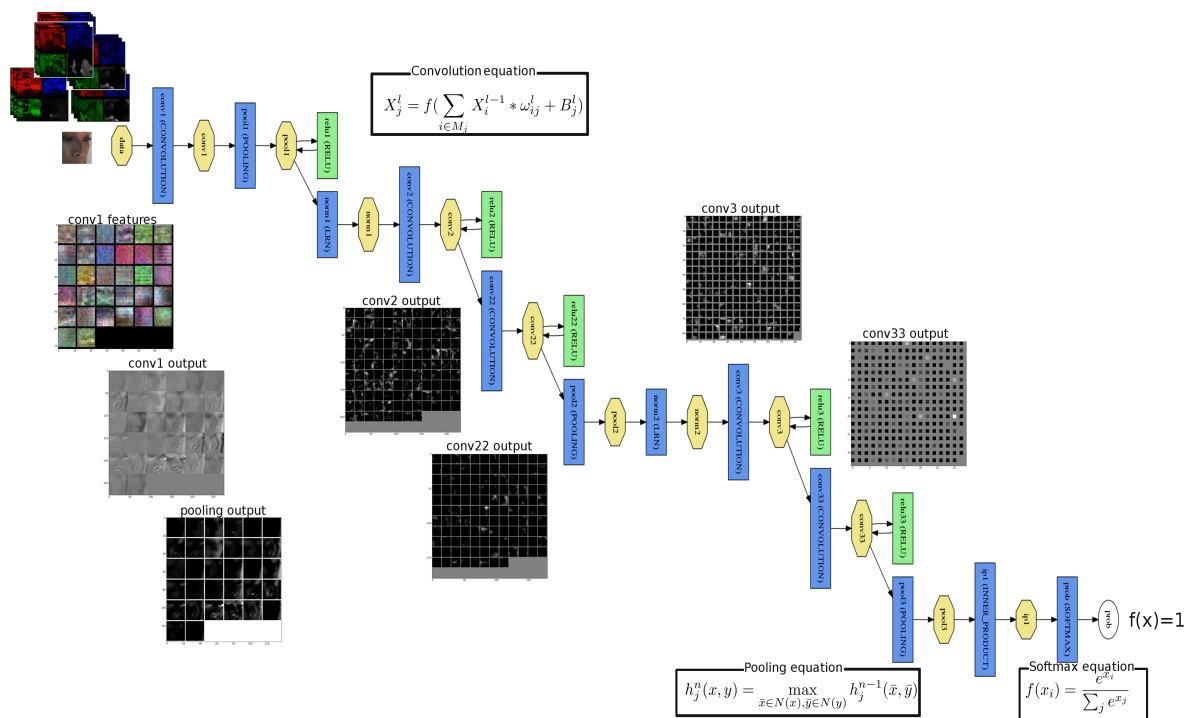 Convolution equation
X_j^l = f(∑_{i∈M_j} X_i^{l−1} ∗ ω_{ij}^l + B_j^l)
data
conv1 (CONVOLUTION)
conv1
pool1 (POOLING)
pool1
relu1 (RELU)
norm1 (LRN)
norm1
conv2 (CONVOLUTION)
conv2
relu2 (RELU)
conv22 (CONVOLUTION)
conv22
relu22 (RELU)
pool2 (POOLING)
pool2
norm2 (LRN)
norm2
conv3 (CONVOLUTION)
conv3
relu3 (RELU)
conv33 (CONVOLUTION)
conv33
relu33 (RELU)
pool3 (POOLING)
pool3
ip1 (INNER_PRODUCT)
ip1
prob (SOFTMAX)
prob
f(x)=1
conv1 features
conv1 output
pooling output
conv2 output
conv22 output
conv3 output
conv33 output
Pooling equation
h_j^n(x, y) = max_{x̄∈N(x),ȳ∈N(y)} h_j^{n−1}(x̄, ȳ)
Softmax equation
f(x_i) = e^{x_i} / ∑_j e^{x_j}